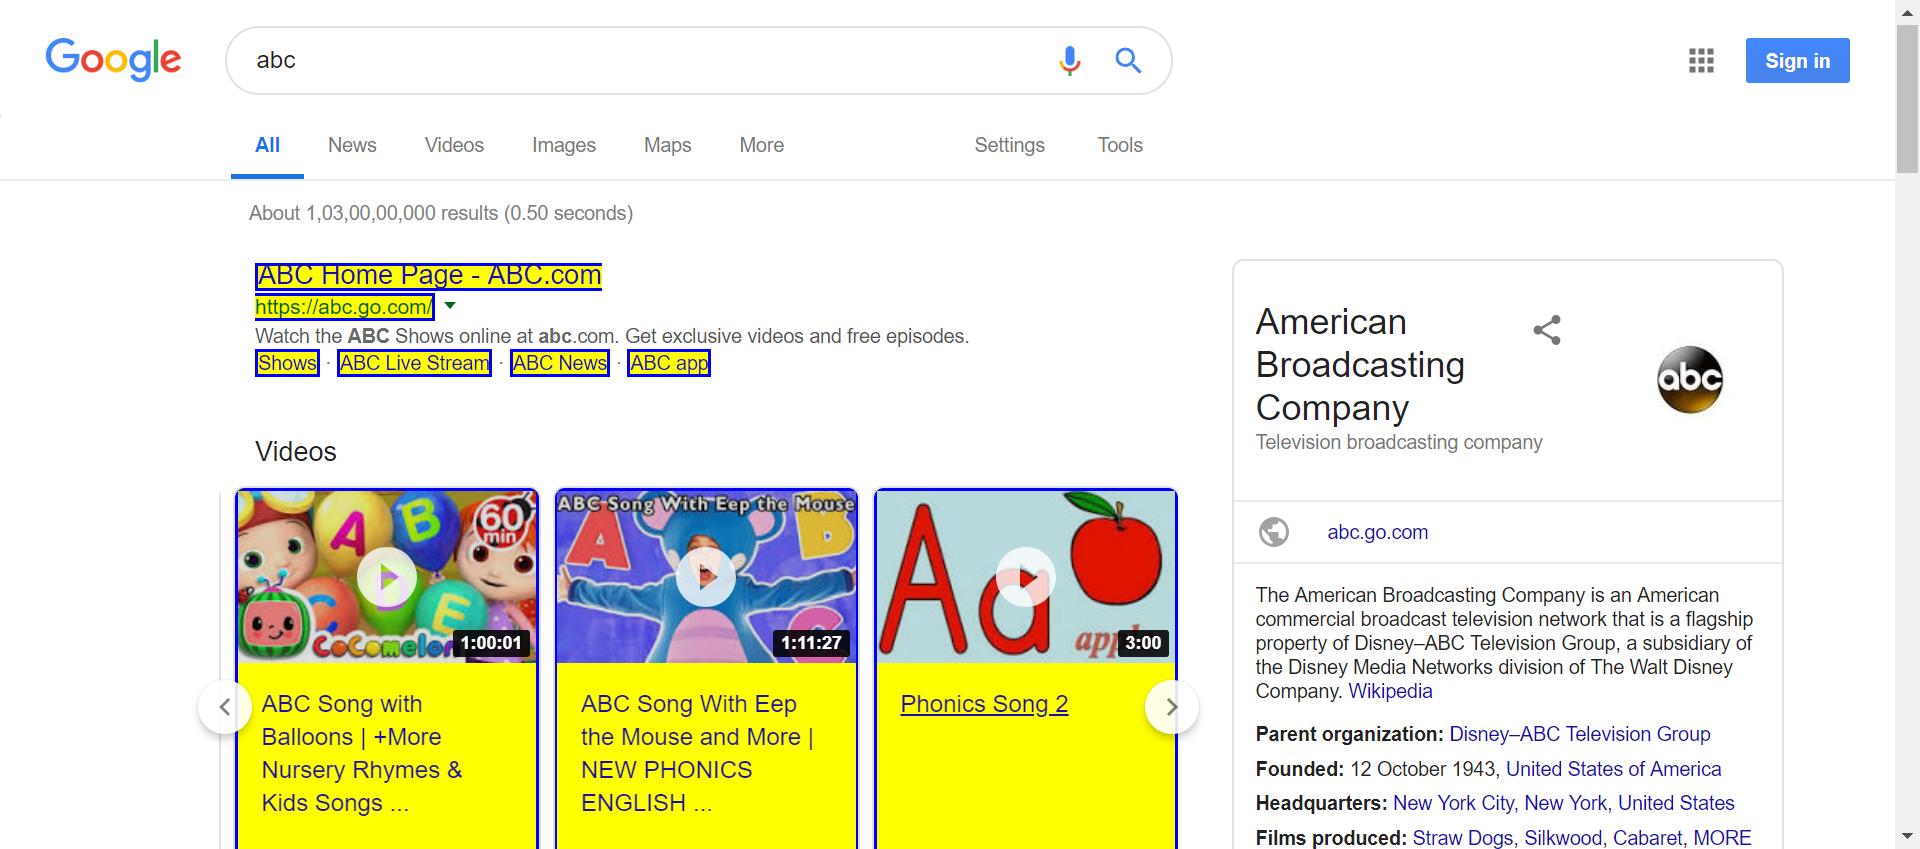 Google
abc
Sign in
All News Videos Images Maps More Settings Tools
About 1,03,00,00,000 results (0.50 seconds)
ABC Home Page - ABC.com
https://abc.go.com/
Watch the ABC Shows online at abc.com. Get exclusive videos and free episodes.
Shows · ABC Live Stream · ABC News · ABC app
Videos
A B C E
60
min
CoComelon
1:00:01
ABC Song with
Balloons | +More
Nursery Rhymes &
Kids Songs ...
ABC Song With Eep the Mouse
A B C
1:11:27
ABC Song With Eep
the Mouse and More |
NEW PHONICS
ENGLISH ...
Aa
3:00
Phonics Song 2
American
Broadcasting
Company
Television broadcasting company
abc
abc.go.com
The American Broadcasting Company is an American
commercial broadcast television network that is a flagship
property of Disney–ABC Television Group, a subsidiary of
the Disney Media Networks division of The Walt Disney
Company. Wikipedia
Parent organization: Disney–ABC Television Group
Founded: 12 October 1943, United States of America
Headquarters: New York City, New York, United States
Films produced: Straw Dogs, Silkwood, Cabaret, MORE